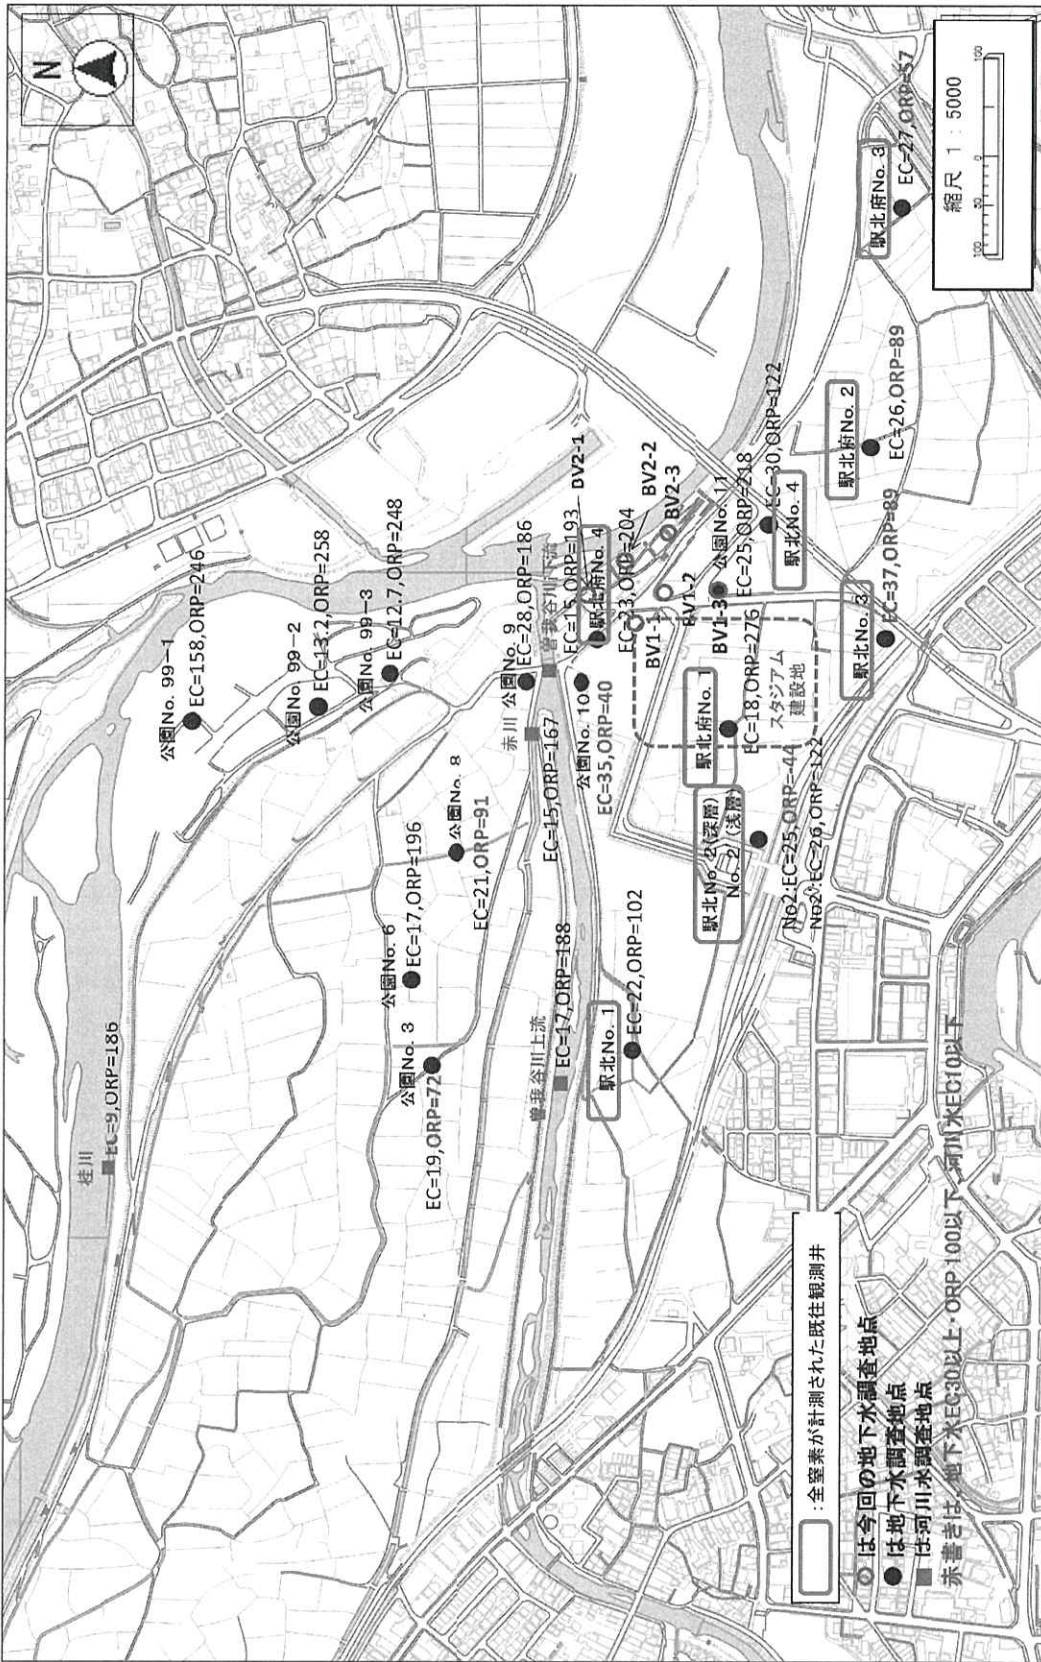 N
桂川
EC=9,ORP=186
公園No. 99-1
EC=158,ORP=246
公園No. 99-2
EC=13.2,ORP=258
公園No. 99-3
EC=12.7,ORP=248
公園No. 6
EC=17,ORP=196
公園No. 8
EC=21,ORP=91
公園No. 3
EC=19,ORP=72
公園No. 9
EC=28,ORP=186
曽我谷川下流
EC=15,ORP=193
赤川
EC=15,ORP=167
曽我谷川上流
EC=17,ORP=188
公園No. 10
EC=35,ORP=40
駅北府No. 4
EC=33,ORP=204
BV2-1
BV2-2
BV2-3
BV1-1
BV1-2
BV1-3
公園No. 11
EC=25,ORP=218
駅北No. 1
EC=22,ORP=102
駅北府No. 1
EC=18,ORP=276
スタジアム
建設地
駅北No. 2(深層)
No. 2 (浅層)
No2:EC=25,ORP=-44
No2:EC=26,ORP=122
EC=30,ORP=122
駅北No. 4
駅北No. 3
EC=37,ORP=89
駅北府No. 2
EC=26,ORP=89
駅北府No. 3
EC=27,ORP=57
:全窒素が計測された既往観測井
は今回の地下水調査地点
は地下水調査地点
は河川水調査地点
赤書きは、地下水EC30以上・ORP100以下、河川水EC10以下
縮尺 1 : 5000
100 50 0 100